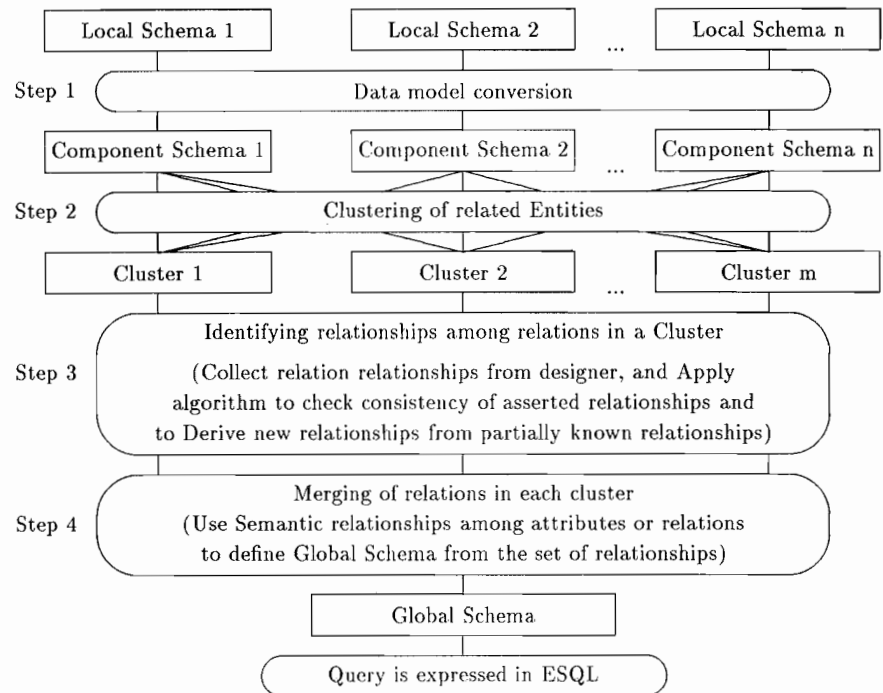 Local Schema 1 Local Schema 2 ... Local Schema n
Step 1 Data model conversion
Component Schema 1 Component Schema 2 ... Component Schema n
Step 2 Clustering of related Entities
Cluster 1 Cluster 2 ... Cluster m
Identifying relationships among relations in a Cluster
Step 3 (Collect relation relationships from designer, and Apply
algorithm to check consistency of asserted relationships and
to Derive new relationships from partially known relationships)
Merging of relations in each cluster
Step 4 (Use Semantic relationships among attributes or relations
to define Global Schema from the set of relationships)
Global Schema
Query is expressed in ESQL